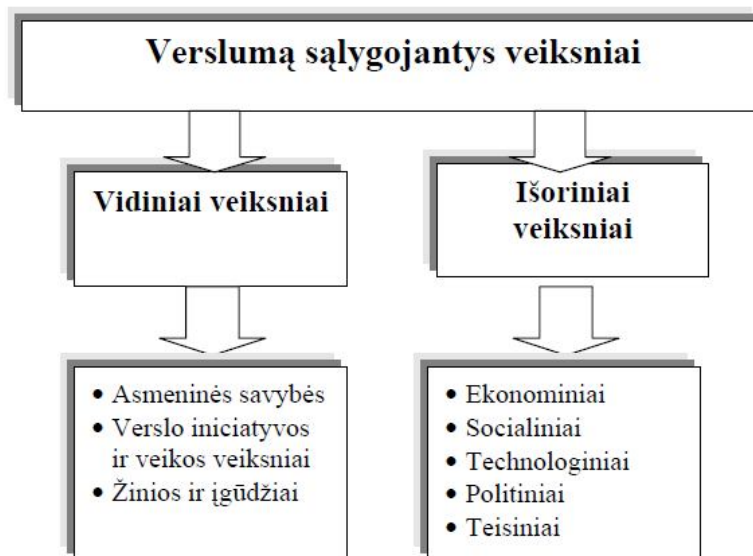 Verslumą sąlygojantys veiksniai
Vidiniai veiksniai
Išoriniai
veiksniai
• Asmeninės savybės
• Verslo iniciatyvos
ir veikos veiksniai
• Žinios ir įgūdžiai
• Ekonominiai
• Socialiniai
• Technologiniai
• Politiniai
• Teisiniai